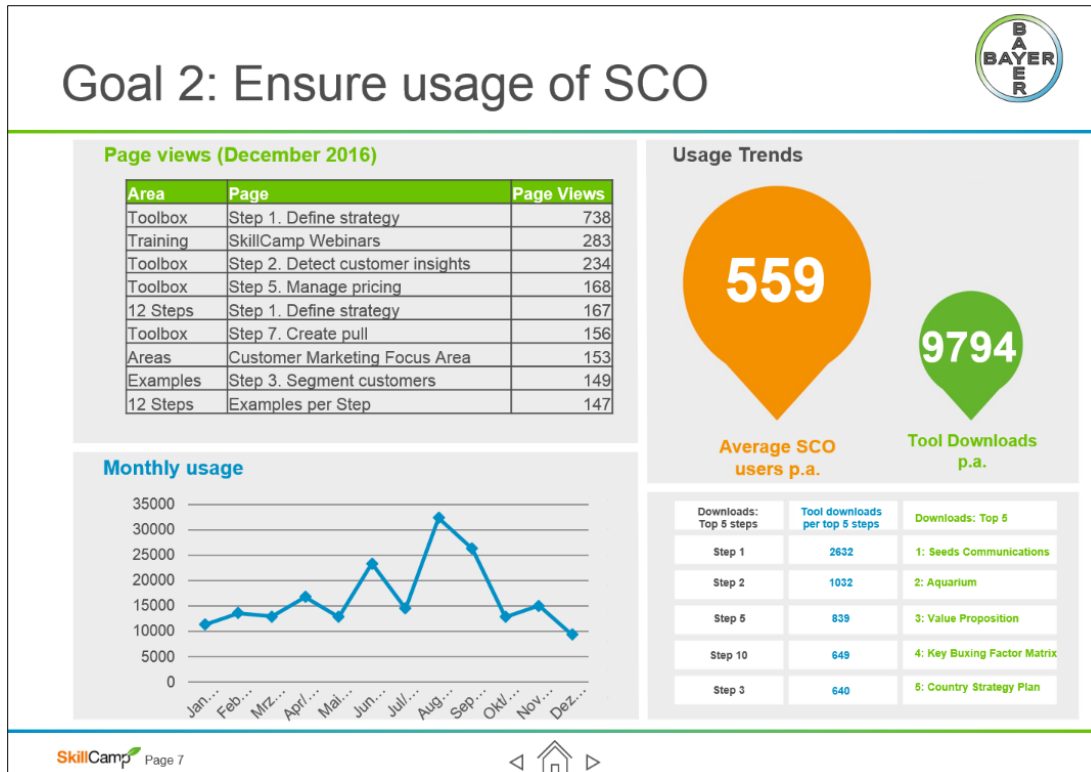 BAYER
BAYER
Goal 2: Ensure usage of SCO
Page views (December 2016)
Area Page Page Views
Toolbox Step 1. Define strategy 738
Training SkillCamp Webinars 283
Toolbox Step 2. Detect customer insights 234
Toolbox Step 5. Manage pricing 168
12 Steps Step 1. Define strategy 167
Toolbox Step 7. Create pull 156
Areas Customer Marketing Focus Area 153
Examples Step 3. Segment customers 149
12 Steps Examples per Step 147
Monthly usage
35000
30000
25000
20000
15000
10000
5000
0
Jan... Feb... Mrz... Apr/... Mai... Jun... Jul/... Aug... Sep... Okt/... Nov... Dez...
Usage Trends
559
Average SCO
users p.a.
9794
Tool Downloads
p.a.
Downloads: Top 5 steps Tool downloads per top 5 steps Downloads: Top 5
Step 1 2632 1: Seeds Communications
Step 2 1032 2: Aquarium
Step 5 839 3: Value Proposition
Step 10 649 4: Key Buxing Factor Matrix
Step 3 640 5: Country Strategy Plan
SkillCamp Page 7